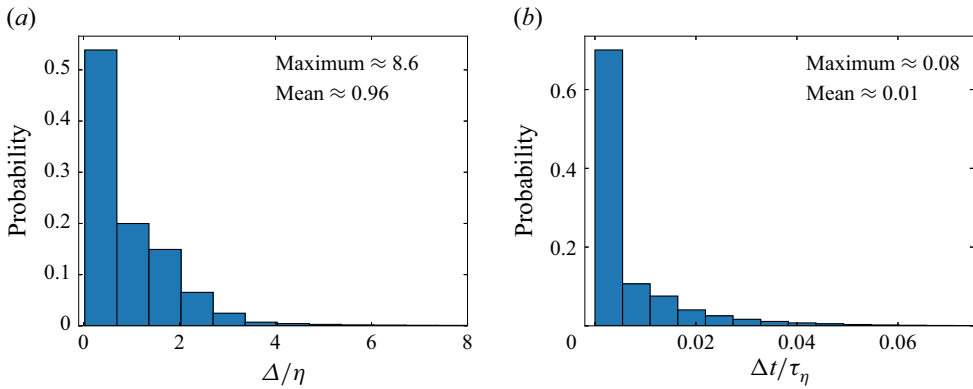 (a)
Probability
0.5
0.4
0.3
0.2
0.1
0
Maximum ≈ 8.6
Mean ≈ 0.96
0 2 4 6 8
Δ/η
(b)
Probability
0.6
0.4
0.2
0
Maximum ≈ 0.08
Mean ≈ 0.01
0.02 0.04 0.06
Δt/τη